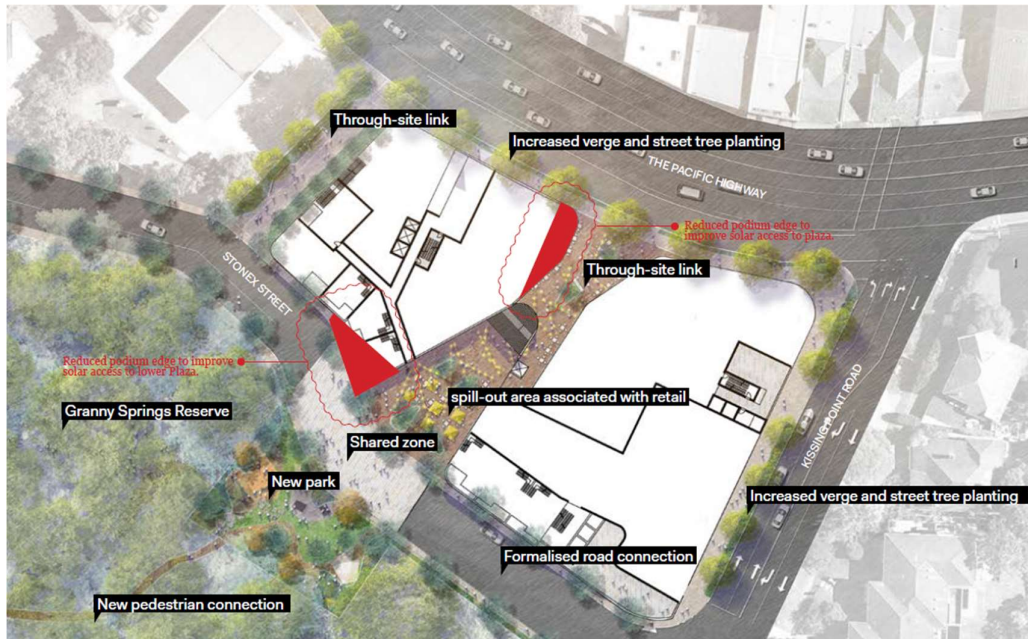 Through-site link
Increased verge and street tree planting
THE PACIFIC HIGHWAY
Reduced podium edge to
improve solar access to plaza.
Through-site link
STONEX STREET
Reduced podium edge to improve
solar access to lower Plaza.
spill-out area associated with retail
Granny Springs Reserve
Shared zone
KISSING POINT ROAD
New park
Increased verge and street tree planting
Formalised road connection
New pedestrian connection